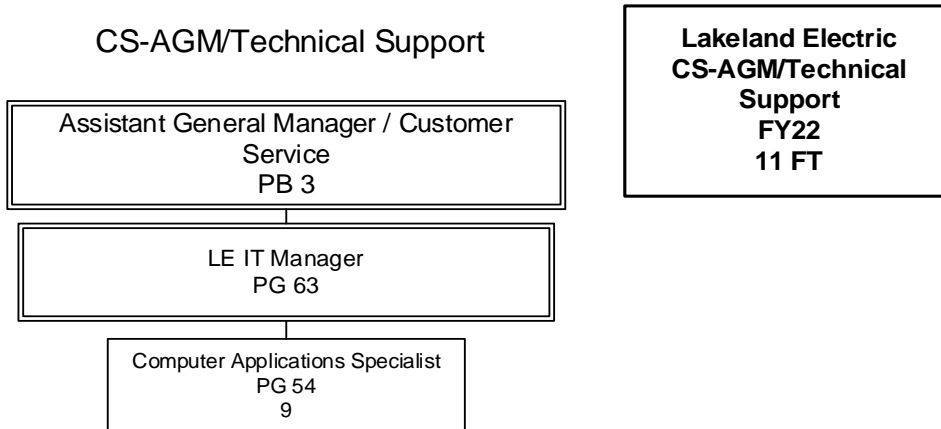 CS-AGM/Technical Support
Lakeland Electric
CS-AGM/Technical
Support
FY22
11 FT
Assistant General Manager / Customer
Service
PB 3
LE IT Manager
PG 63
Computer Applications Specialist
PG 54
9